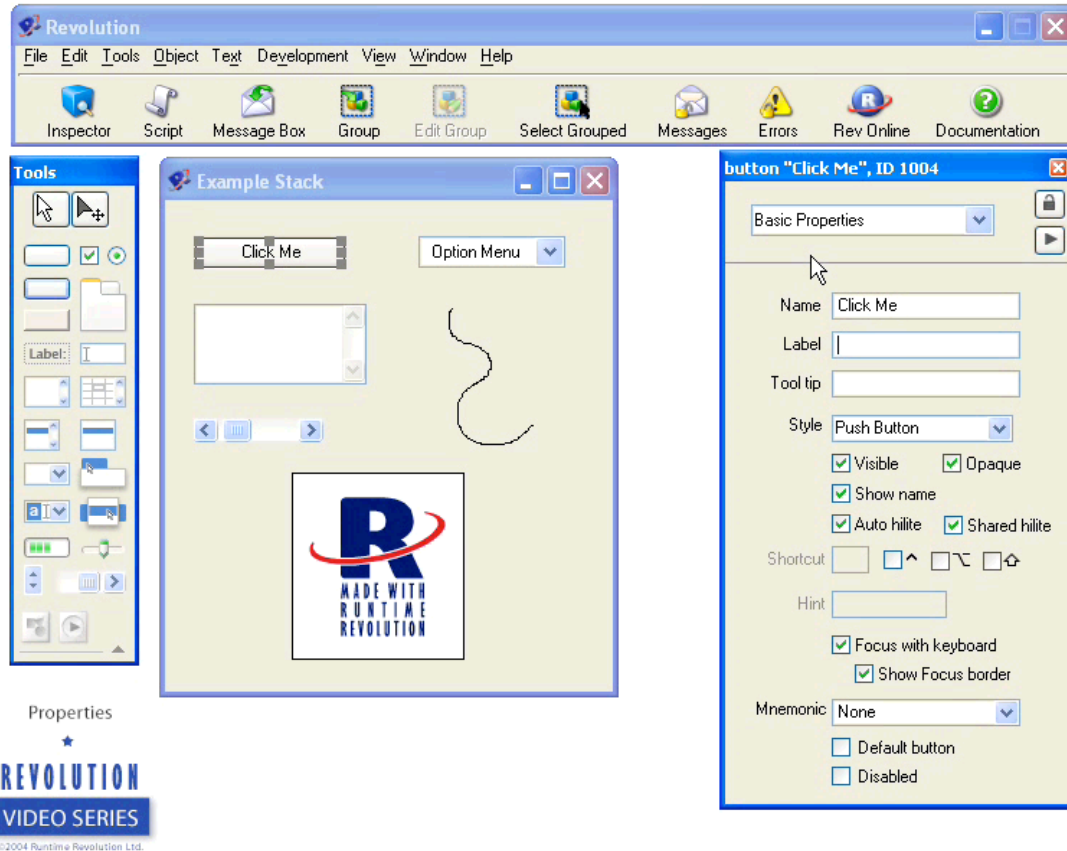 Revolution
File Edit Tools Object Text Development View Window Help
Inspector Script Message Box Group Edit Group Select Grouped Messages Errors Rev Online Documentation
Tools
Label:
a
Example Stack
Click Me
Option Menu
R
MADE WITH
RUNTIME
REVOLUTION
button "Click Me", ID 1004
Basic Properties
Name Click Me
Label
Tool tip
Style Push Button
Visible Opaque
Show name
Auto hilite Shared hilite
Shortcut
Hint
Focus with keyboard
Show Focus border
Mnemonic None
Default button
Disabled
Properties
REVOLUTION
VIDEO SERIES
©2004 Runtime Revolution Ltd.